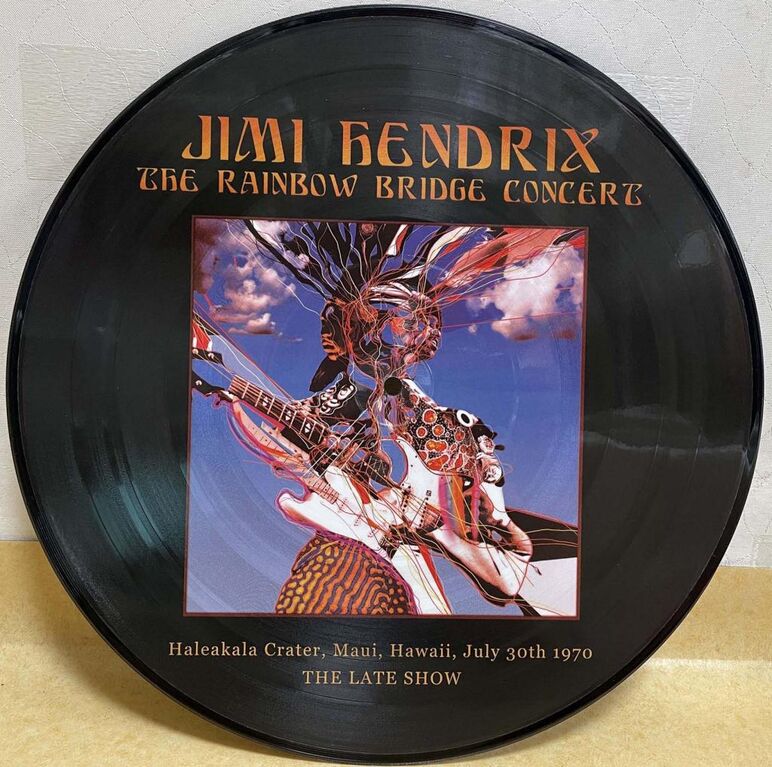 JIMI HENDRIX
THE RAINBOW BRIDGE CONCERT
Haleakala Crater, Maui, Hawaii, July 30th 1970
THE LATE SHOW